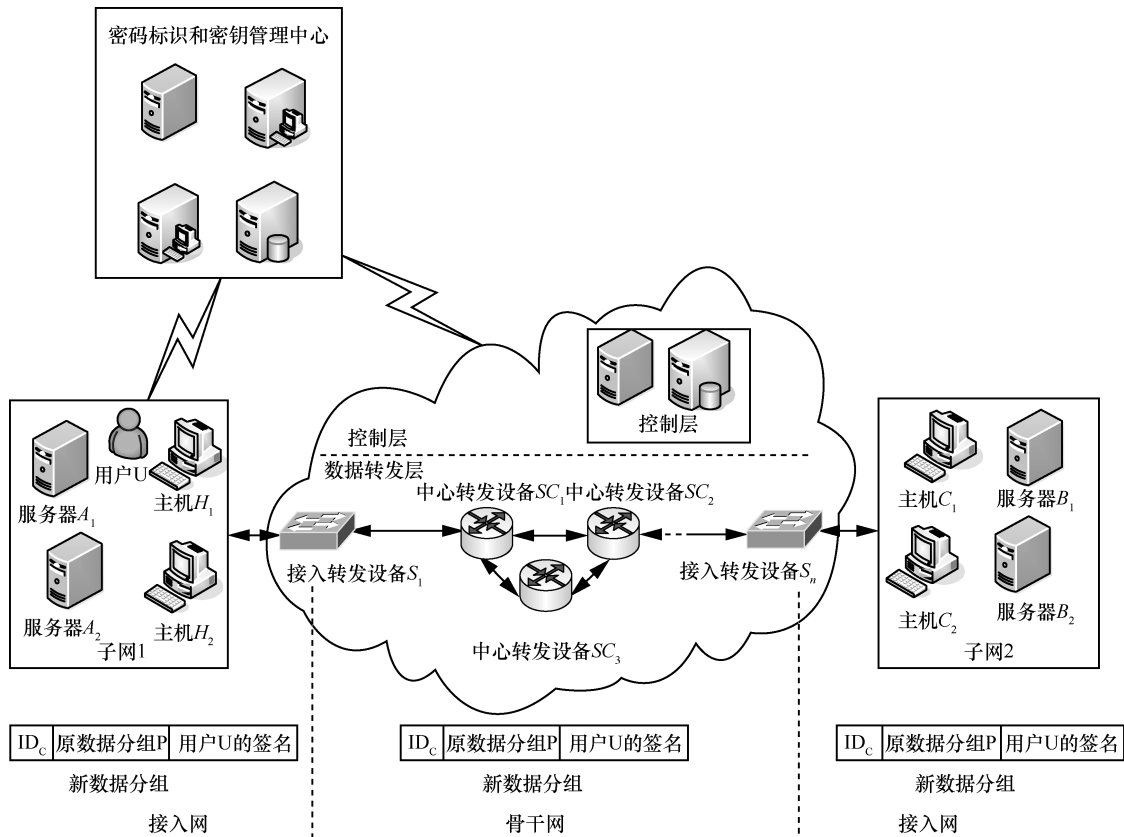 密码标识和密钥管理中心
控制层
控制层
数据转发层
用户U
服务器A₁
主机H₁
服务器A₂
主机H₂
子网1
中心转发设备SC₁
中心转发设备SC₂
接入转发设备S₁
接入转发设备Sₙ
中心转发设备SC₃
主机C₁
服务器B₁
主机C₂
服务器B₂
子网2
ID_C 原数据分组P 用户U的签名
ID_C 原数据分组P 用户U的签名
ID_C 原数据分组P 用户U的签名
新数据分组
新数据分组
新数据分组
接入网
骨干网
接入网